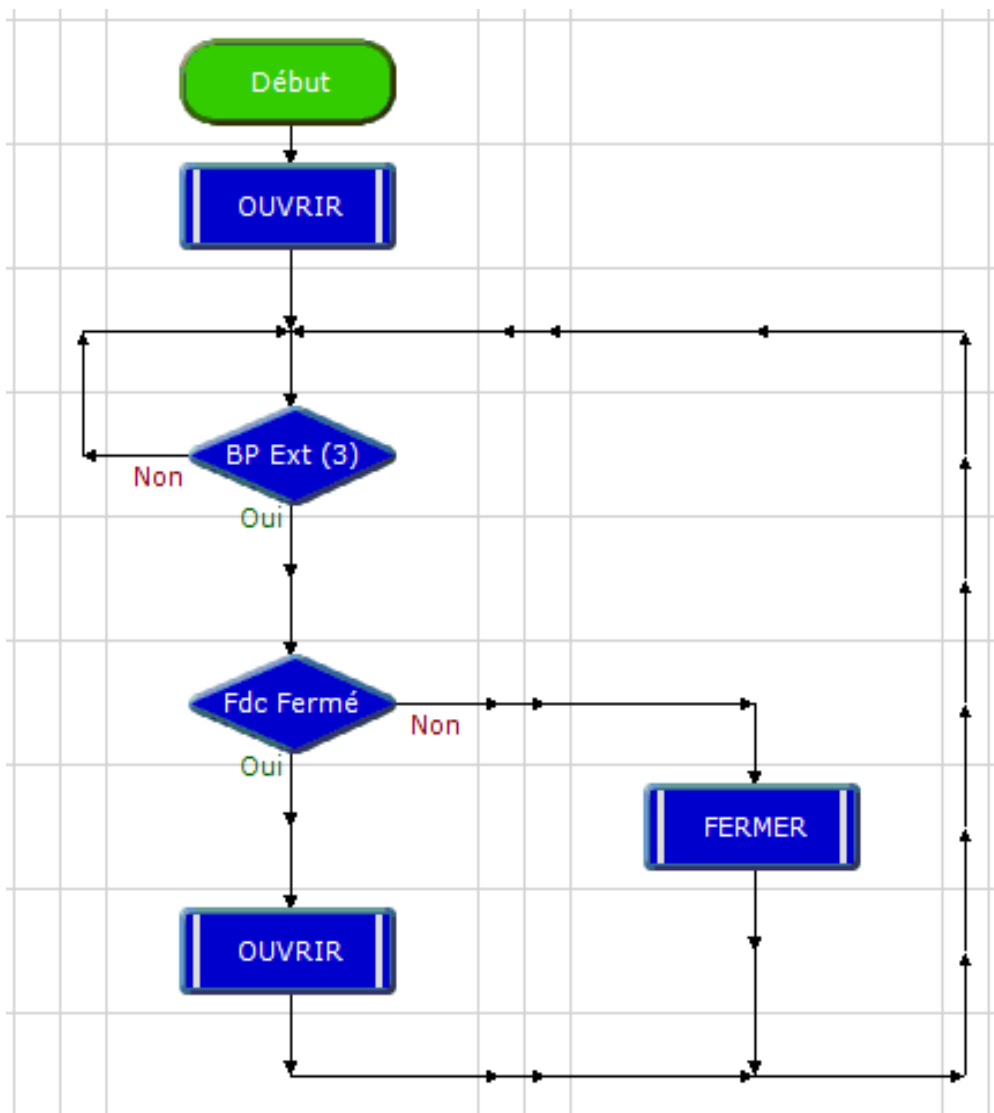 Début
OUVRIR
BP Ext (3)
Non
Oui
Fdc Fermé
Non
Oui
FERMER
OUVRIR